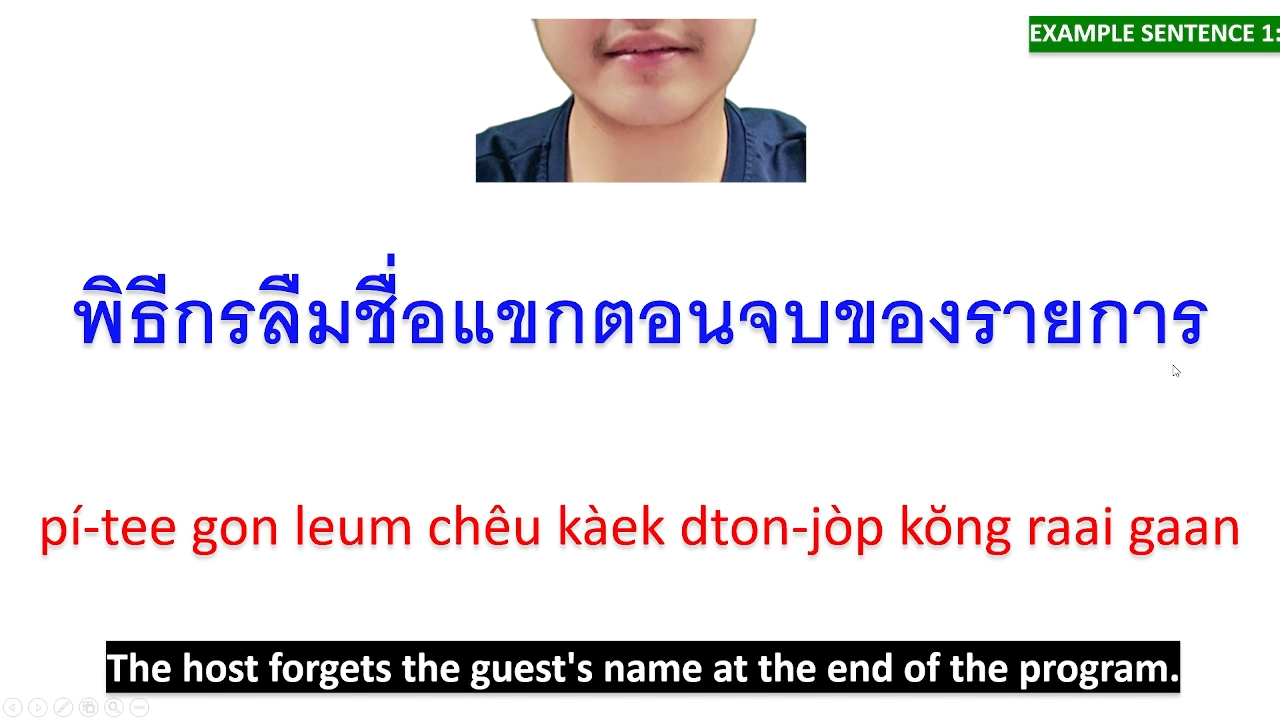 EXAMPLE SENTENCE 1:
พิธีกรลืมชื่อแขกตอนจบของรายการ
pí-tee gon leum chêu kàek dton-jòp kŏng raai gaan
The host forgets the guest's name at the end of the program.